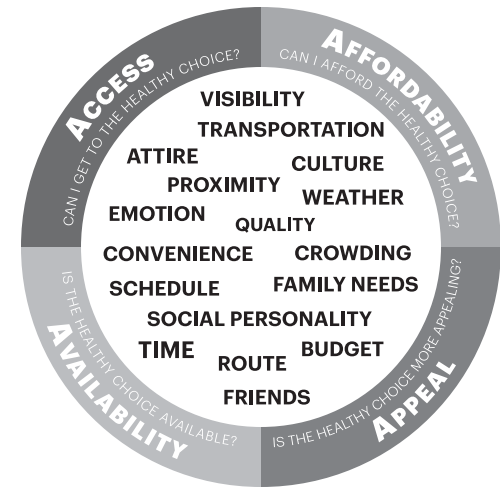 ACCESS
CAN I GET TO THE HEALTHY CHOICE?
AFFORDABILITY
CAN I AFFORD THE HEALTHY CHOICE?
VISIBILITY
TRANSPORTATION
ATTIRE
CULTURE
PROXIMITY
WEATHER
EMOTION
QUALITY
CONVENIENCE
CROWDING
SCHEDULE
FAMILY NEEDS
SOCIAL PERSONALITY
TIME
BUDGET
ROUTE
FRIENDS
IS THE HEALTHY CHOICE AVAILABLE?
AVAILABILITY
IS THE HEALTHY CHOICE MORE APPEALING?
APPEAL